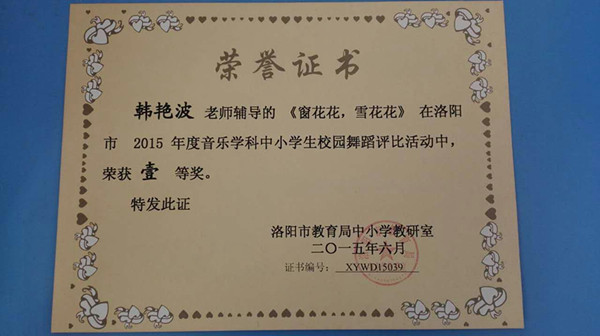 荣誉证书
韩艳波 老师辅导的 《窗花花，雪花花》 在洛阳
市 2015 年度音乐学科中小学生校园舞蹈评比活动中，
荣获 壹 等奖。
特发此证
洛阳市教育局中小学教研室
二〇一五年六月
证书编号： XYWD15039